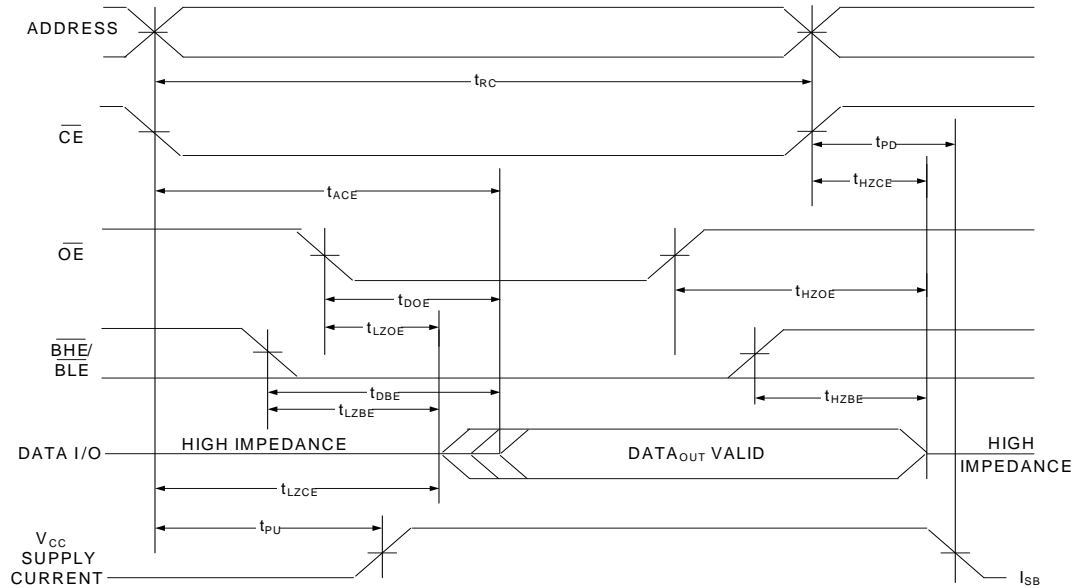 ADDRESS
tRC
CE
tPD
tHZCE
tACE
OE
tHZOE
tDOE
tLZOE
BHE/
BLE
tDBE
tHZBE
tLZBE
DATA I/O
HIGH IMPEDANCE
DATAOUT VALID
HIGH
IMPEDANCE
tLZCE
tPU
VCC
SUPPLY
CURRENT
ISB